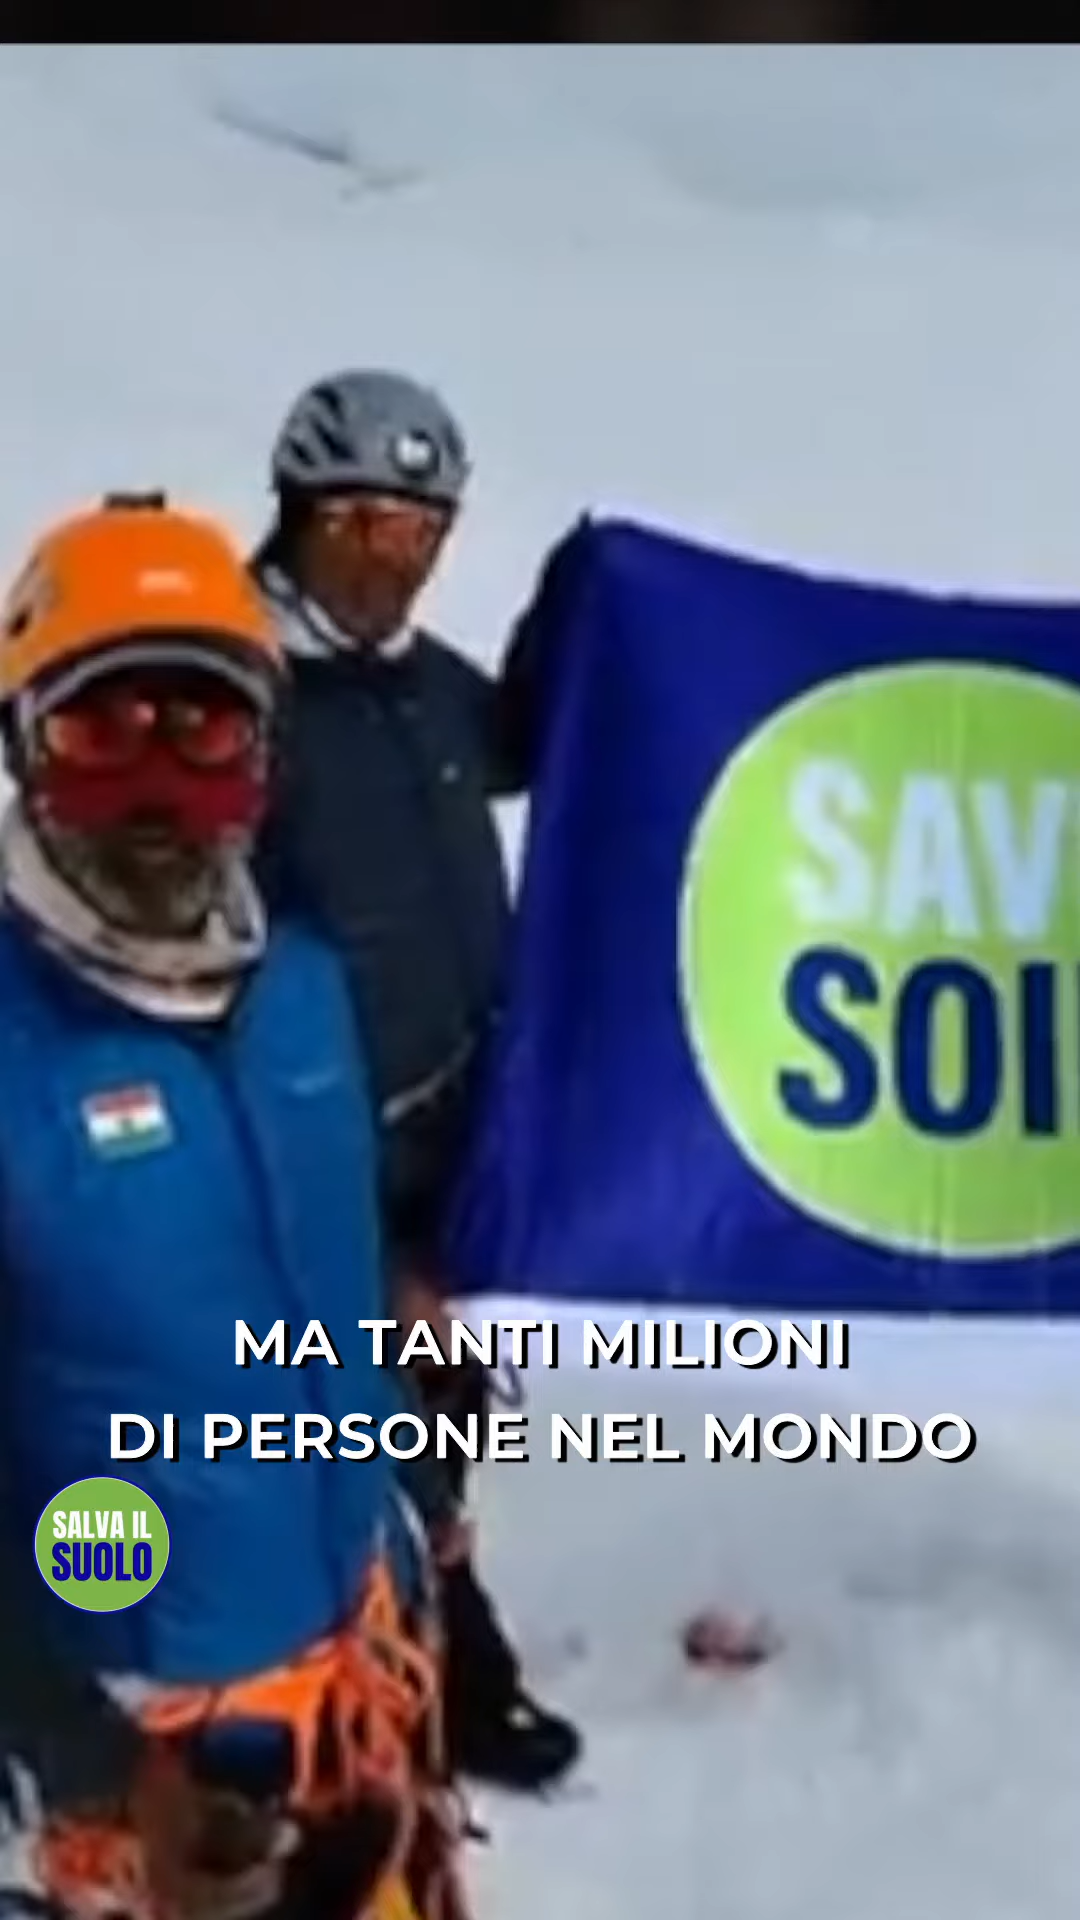 SAV
SOI
MA TANTI MILIONI
DI PERSONE NEL MONDO
SALVA IL
SUOLO